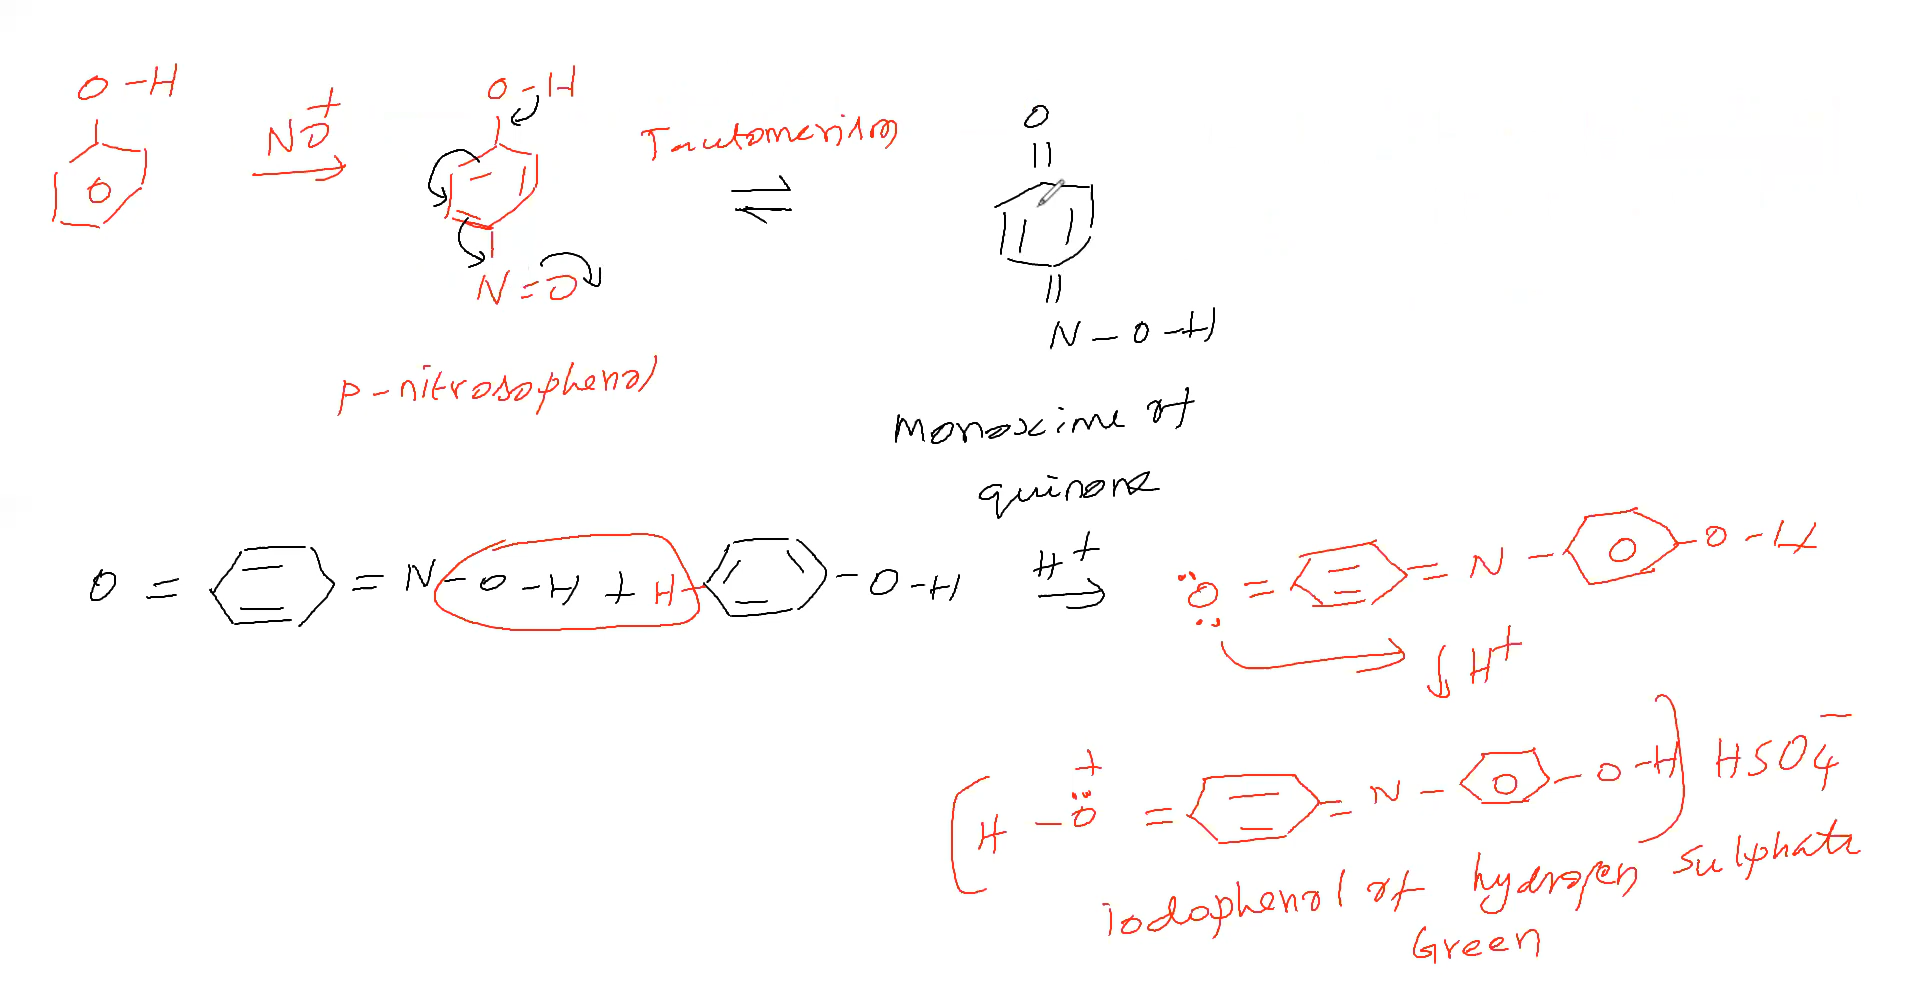 O - H
NO+
O - H
N = O
Tautomerism
⇌
O
||
||
N - O - H
p-nitrosophenol
Monoxime of
quinone
O = = N - O - H + H - O - H
H+
→
O = = N - O - H
↓ H+
[H - O+ = = N - O - H] HSO4-
iodophenol of hydrogen sulphate
Green